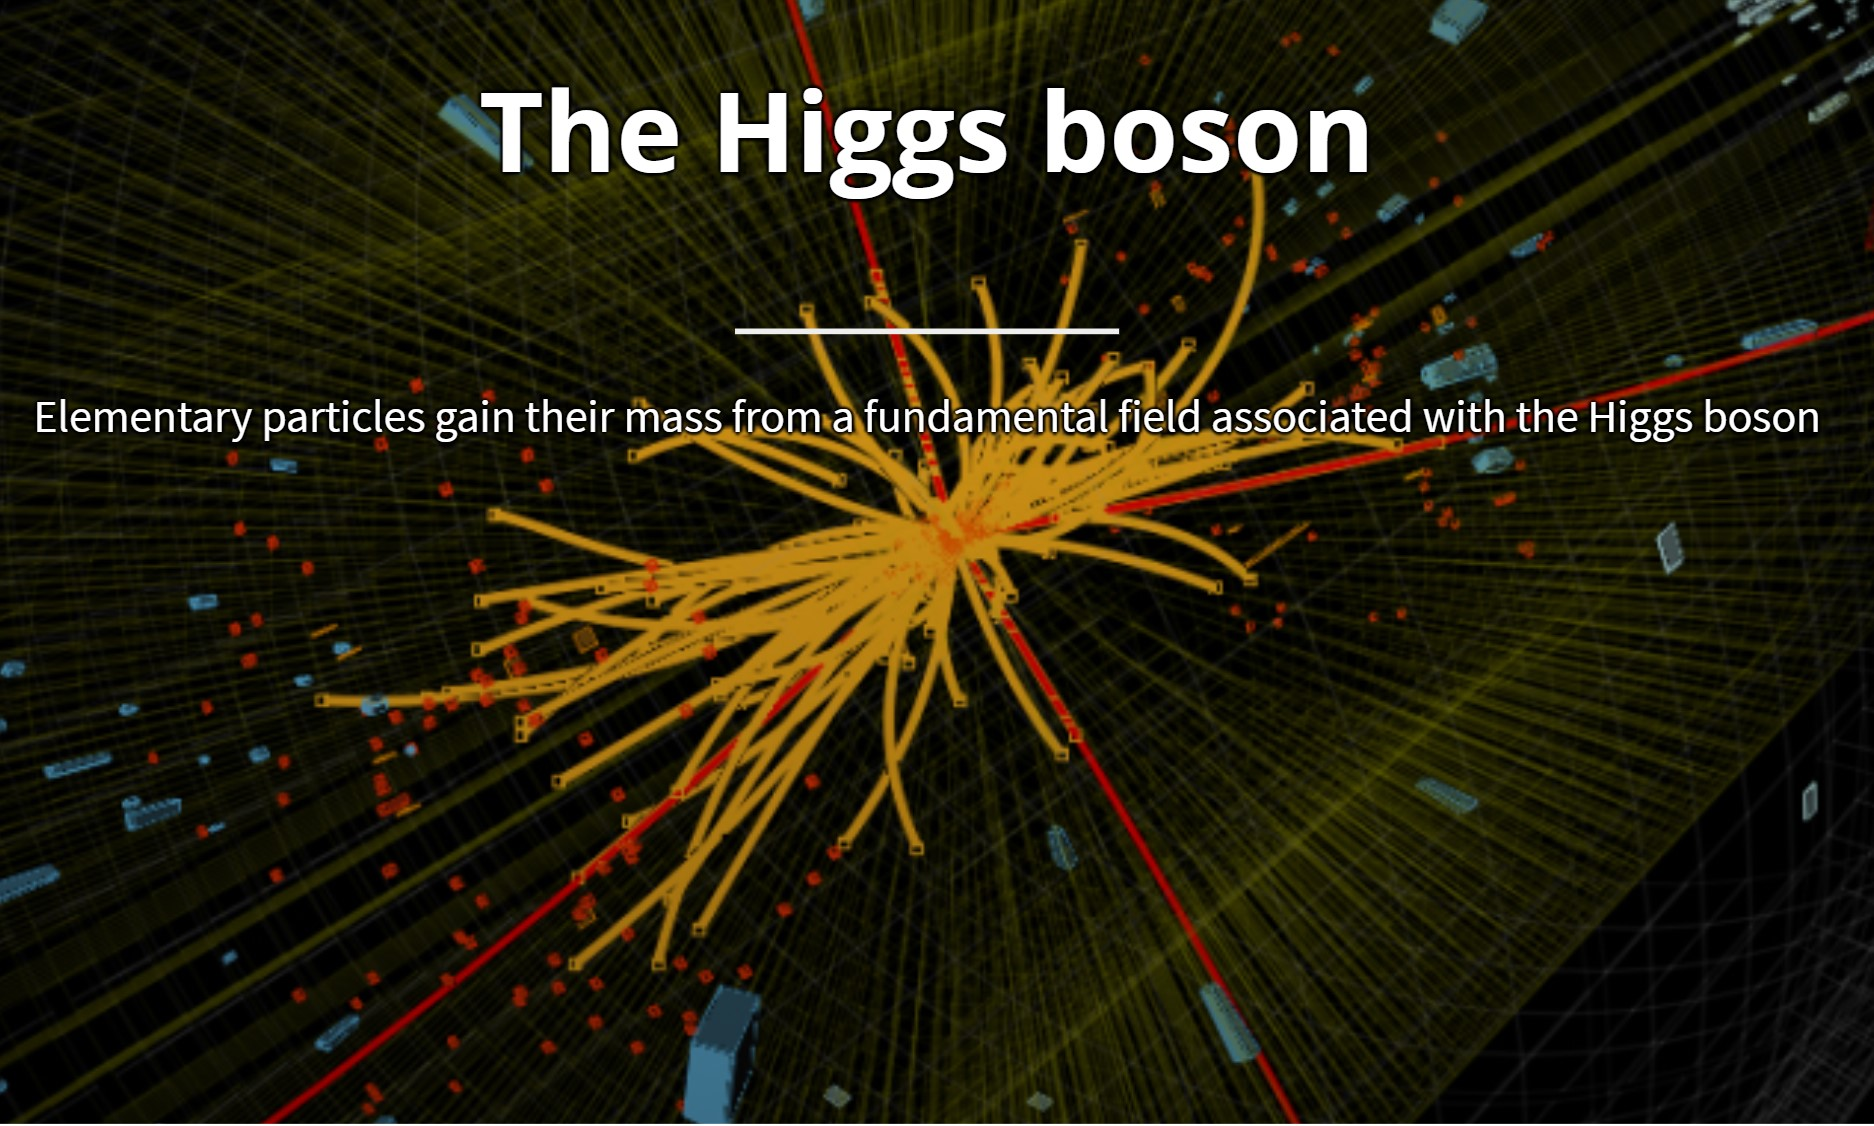 The Higgs boson
Elementary particles gain their mass from a fundamental field associated with the Higgs boson